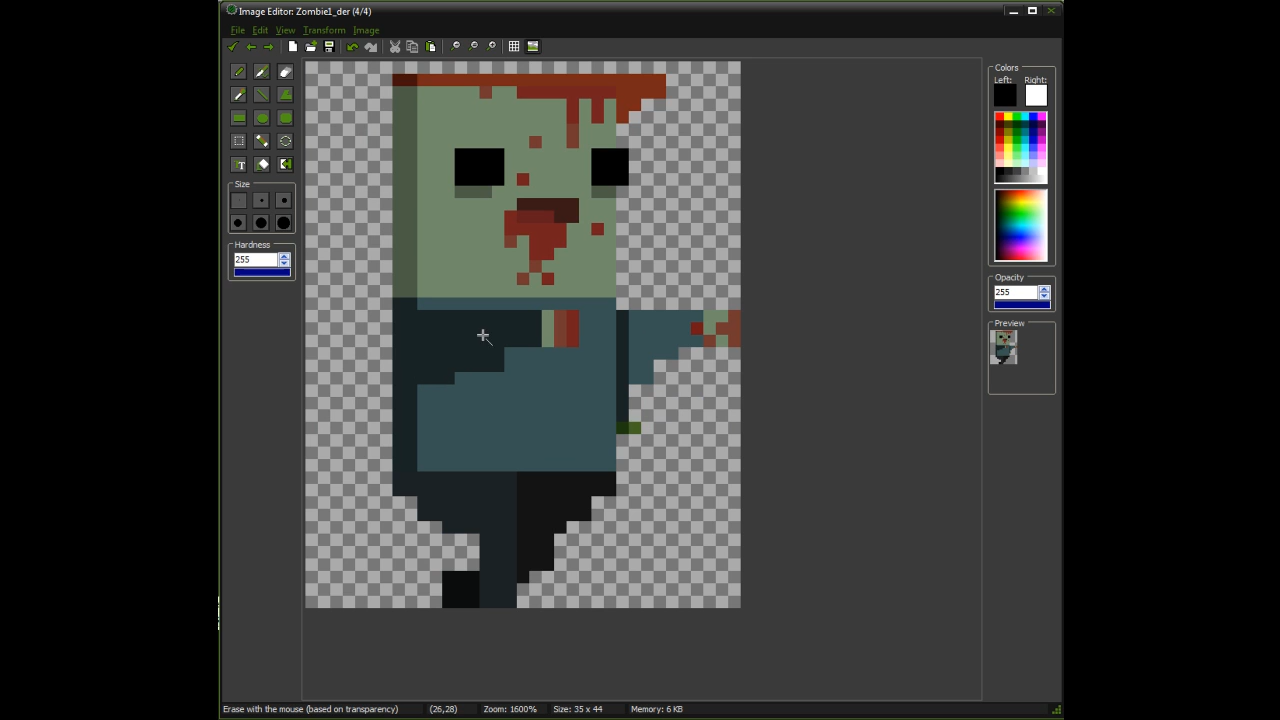 Image Editor: Zombie1_der (4/4)
File Edit View Transform Image
Colors
Left: Right:
Size
Hardness
255
Opacity
255
Preview
Erase with the mouse (based on transparency) (26,28) Zoom: 1600% Size: 35 x 44 Memory: 6 KB